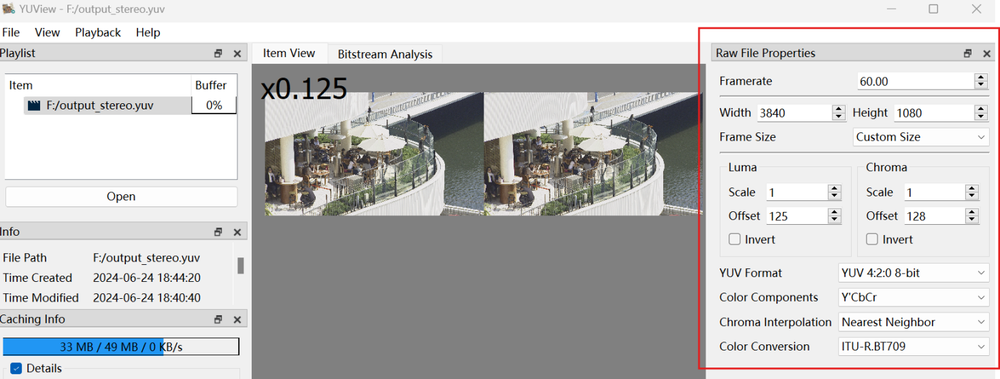 YUView - F:/output_stereo.yuv
File View Playback Help
Playlist
Item Buffer
F:/output_stereo.yuv 0%
Open
Info
File Path F:/output_stereo.yuv
Time Created 2024-06-24 18:44:20
Time Modified 2024-06-24 18:40:40
Caching Info
33 MB / 49 MB / 0 KB/s
Details
Item View Bitstream Analysis
x0.125
Raw File Properties
Framerate 60.00
Width 3840 Height 1080
Frame Size Custom Size
Luma Chroma
Scale 1 Scale 1
Offset 125 Offset 128
Invert Invert
YUV Format YUV 4:2:0 8-bit
Color Components Y'CbCr
Chroma Interpolation Nearest Neighbor
Color Conversion ITU-R.BT709